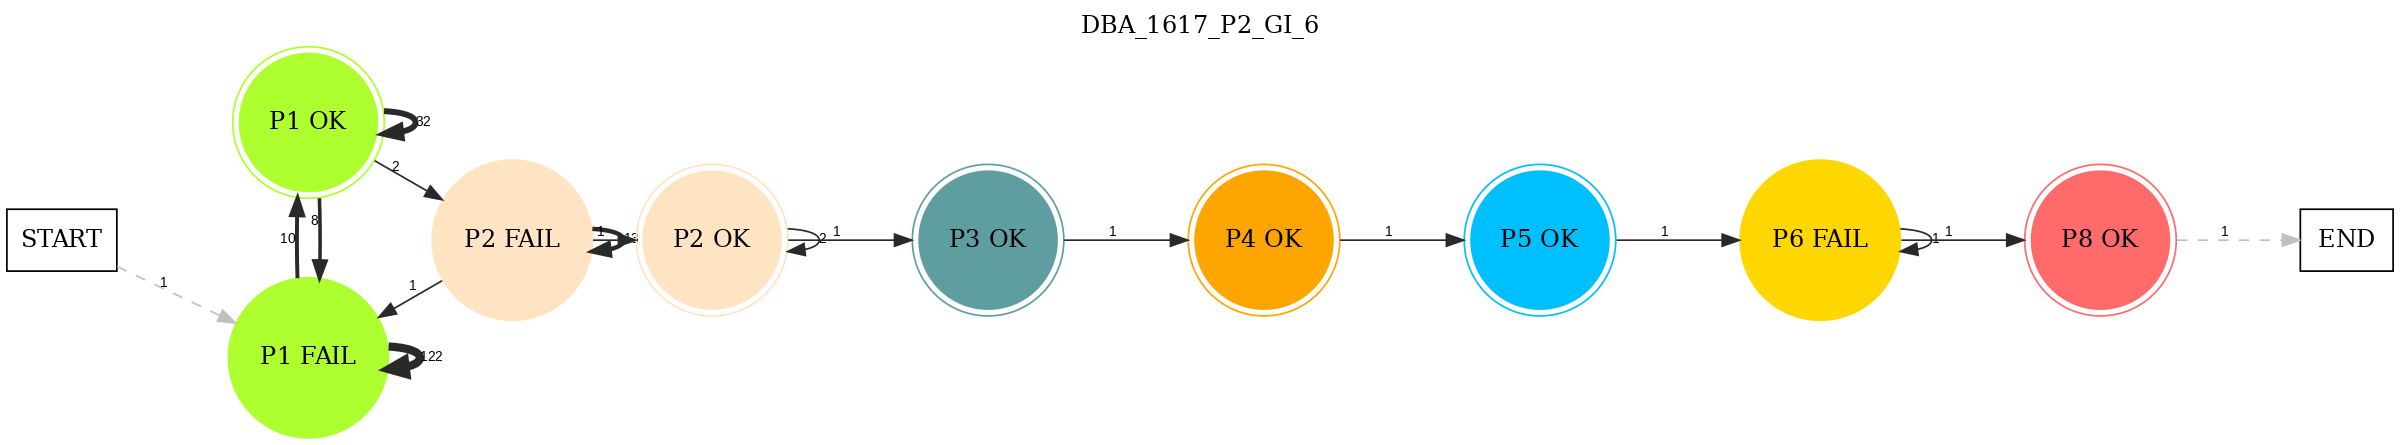 DBA_1617_P2_GI_6
START
1
P1 OK
32
2
8
10
P1 FAIL
122
1
P2 FAIL
1
P2 OK
2
1
P3 OK
1
P4 OK
1
P5 OK
1
P6 FAIL
1
1
P8 OK
1
END